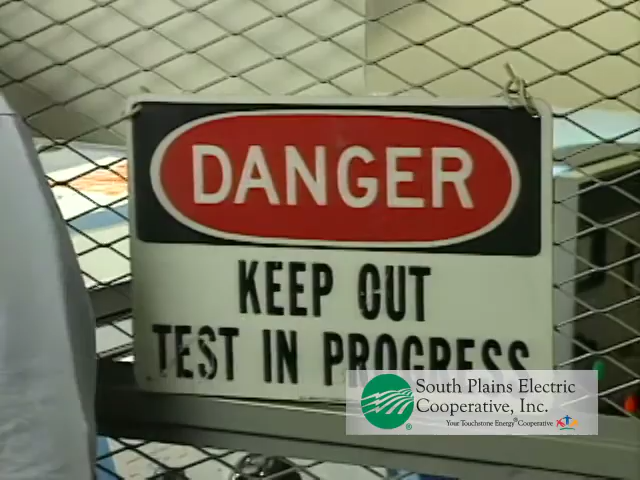 DANGER
KEEP OUT
TEST IN PROGRESS
South Plains Electric
Cooperative, Inc.
Your Touchstone Energy® Cooperative